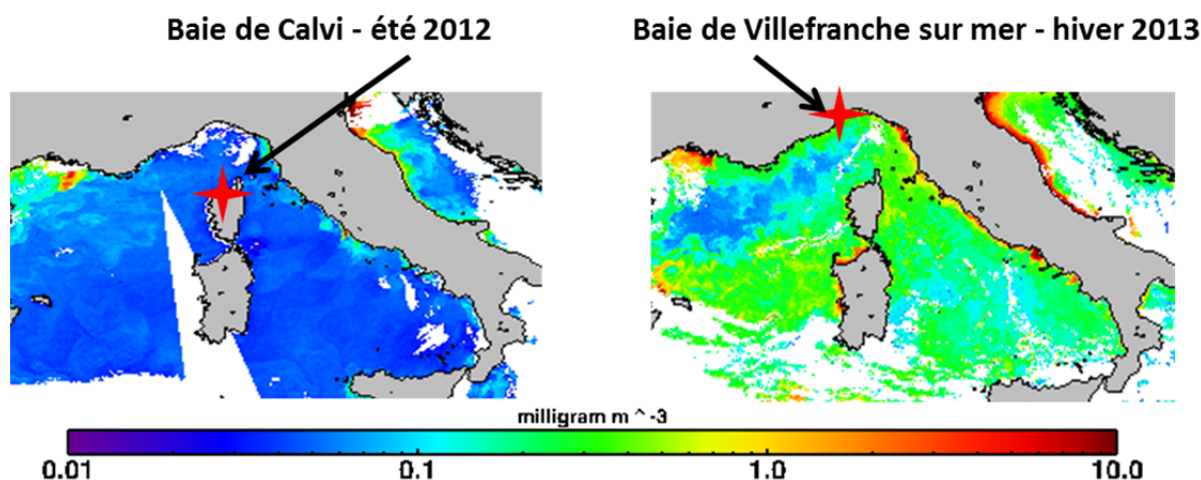 Baie de Calvi - été 2012
Baie de Villefranche sur mer - hiver 2013
milligram m ^ -3
0.01 0.1 1.0 10.0